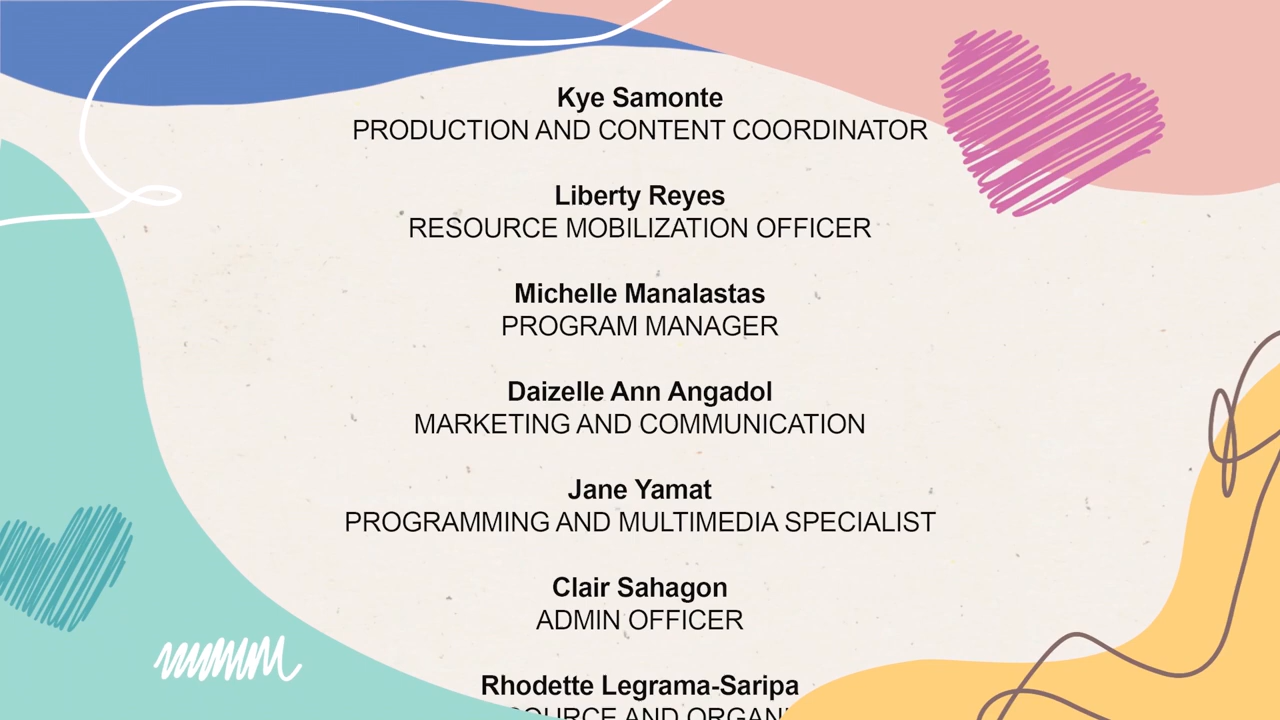 Kye Samonte
PRODUCTION AND CONTENT COORDINATOR
Liberty Reyes
RESOURCE MOBILIZATION OFFICER
Michelle Manalastas
PROGRAM MANAGER
Daizelle Ann Angadol
MARKETING AND COMMUNICATION
Jane Yamat
PROGRAMMING AND MULTIMEDIA SPECIALIST
Clair Sahagon
ADMIN OFFICER
Rhodette Legrama-Saripa
AND